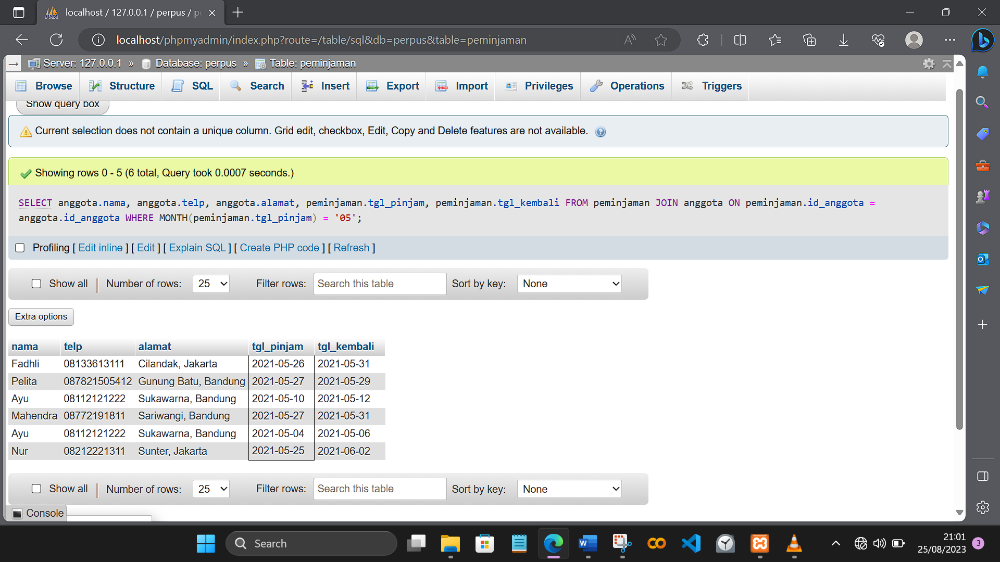 localhost / 127.0.0.1 / perpus / pe
localhost/phpmyadmin/index.php?route=/table/sql&db=perpus&table=peminjaman
Server: 127.0.0.1 » Database: perpus » Table: peminjaman
Browse Structure SQL Search Insert Export Import Privileges Operations Triggers
Show query box
Current selection does not contain a unique column. Grid edit, checkbox, Edit, Copy and Delete features are not available.
Showing rows 0 - 5 (6 total, Query took 0.0007 seconds.)
SELECT anggota.nama, anggota.telp, anggota.alamat, peminjaman.tgl_pinjam, peminjaman.tgl_kembali FROM peminjaman JOIN anggota ON peminjaman.id_anggota =
anggota.id_anggota WHERE MONTH(peminjaman.tgl_pinjam) = '05';
Profiling [ Edit inline ] [ Edit ] [ Explain SQL ] [ Create PHP code ] [ Refresh ]
Show all Number of rows: 25 Filter rows: Search this table Sort by key: None
Extra options
nama telp alamat tgl_pinjam tgl_kembali
Fadhli 08133613111 Cilandak, Jakarta 2021-05-26 2021-05-31
Pelita 087821505412 Gunung Batu, Bandung 2021-05-27 2021-05-29
Ayu 08112121222 Sukawarna, Bandung 2021-05-10 2021-05-12
Mahendra 08772191811 Sariwangi, Bandung 2021-05-27 2021-05-31
Ayu 08112121222 Sukawarna, Bandung 2021-05-04 2021-05-06
Nur 08212221311 Sunter, Jakarta 2021-05-25 2021-06-02
Show all Number of rows: 25 Filter rows: Search this table Sort by key: None
Console
Search
21:01
25/08/2023
3